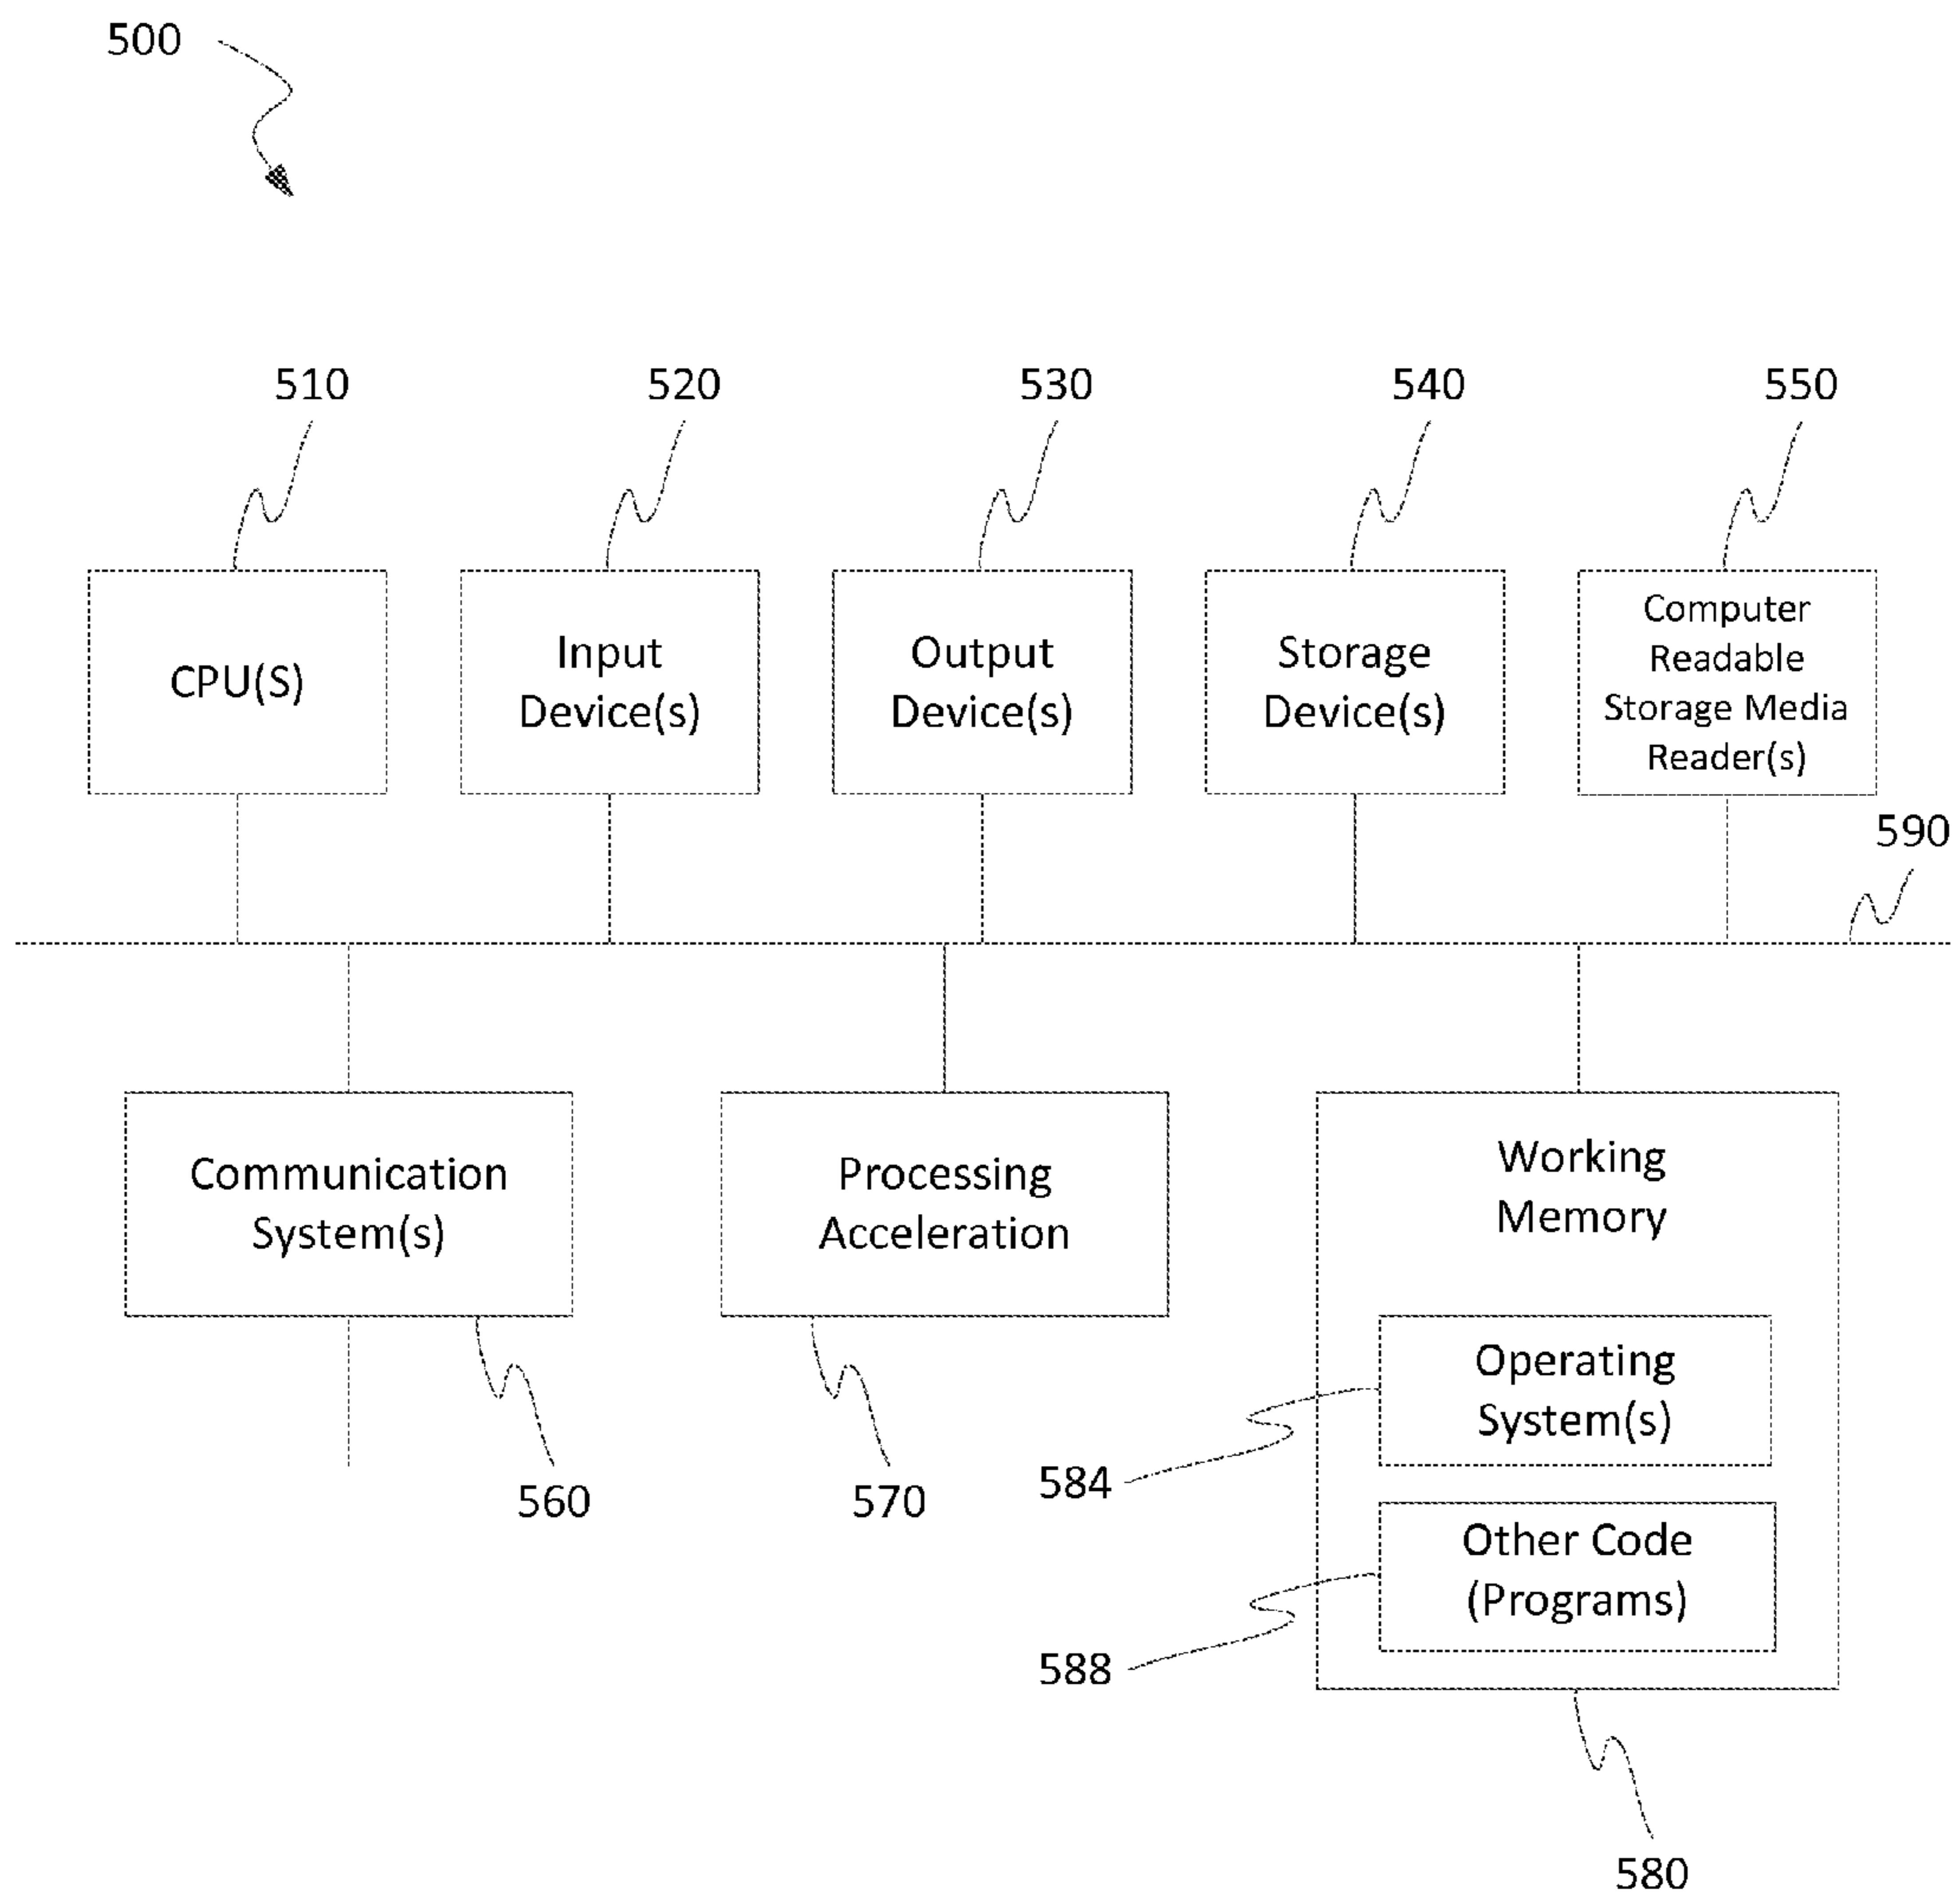 500
510
520
530
540
550
CPU(S)
Input
Device(s)
Output
Device(s)
Storage
Device(s)
Computer
Readable
Storage Media
Reader(s)
590
Communication
System(s)
Processing
Acceleration
Working
Memory
Operating
System(s)
584
560
570
Other Code
(Programs)
588
580